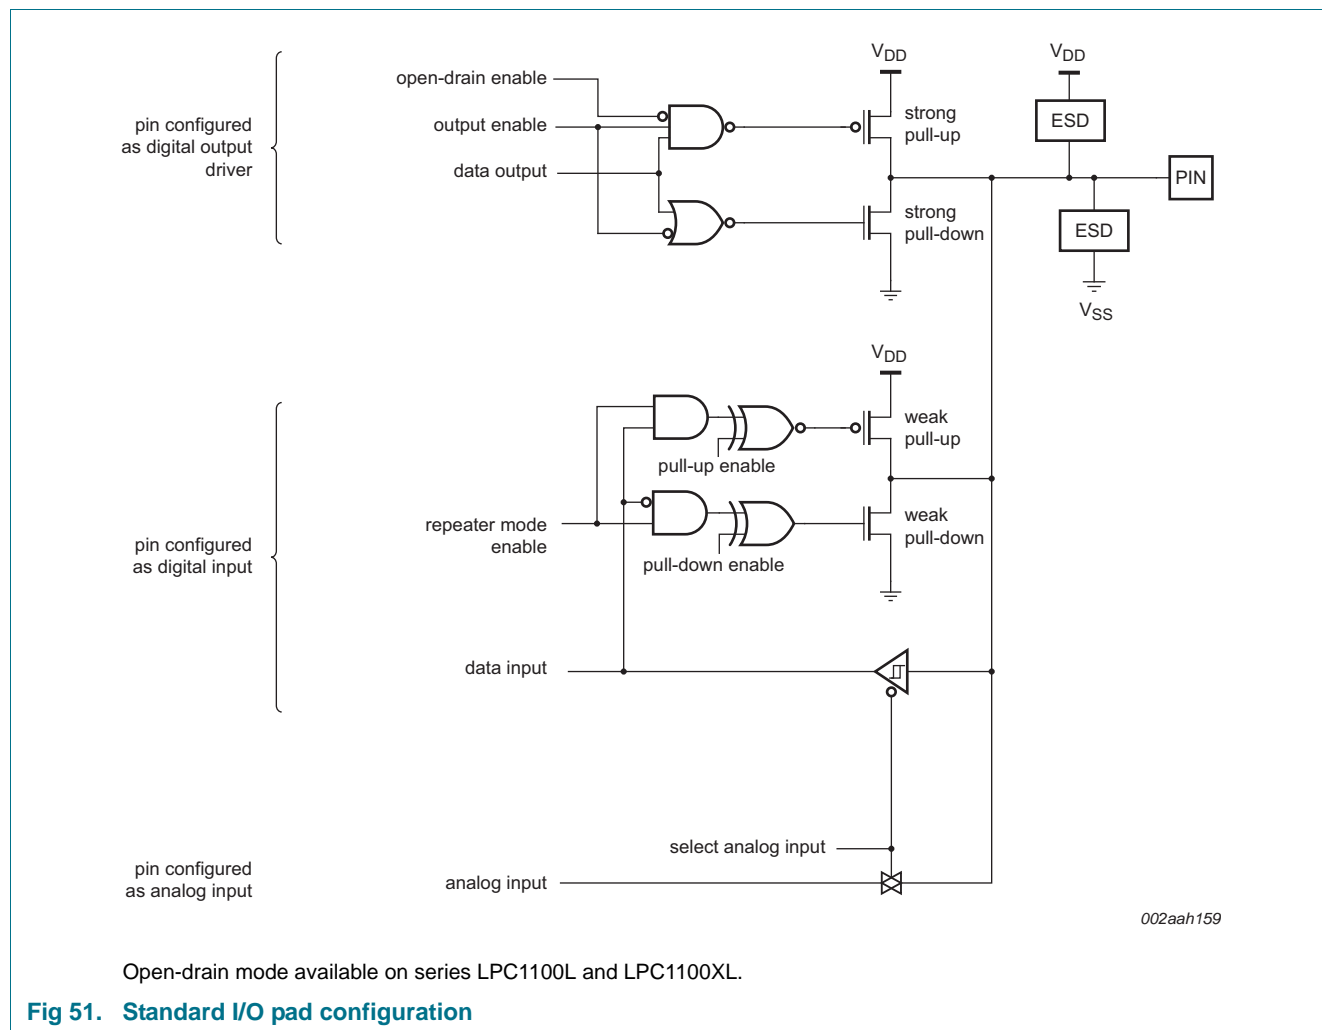 open-drain enable
output enable
data output
pin configured
as digital output
driver
VDD
strong
pull-up
strong
pull-down
VDD
ESD
PIN
ESD
VSS
VDD
weak
pull-up
pull-up enable
repeater mode
enable
weak
pull-down
pull-down enable
pin configured
as digital input
data input
select analog input
analog input
pin configured
as analog input
002aah159
Open-drain mode available on series LPC1100L and LPC1100XL.
Fig 51. Standard I/O pad configuration